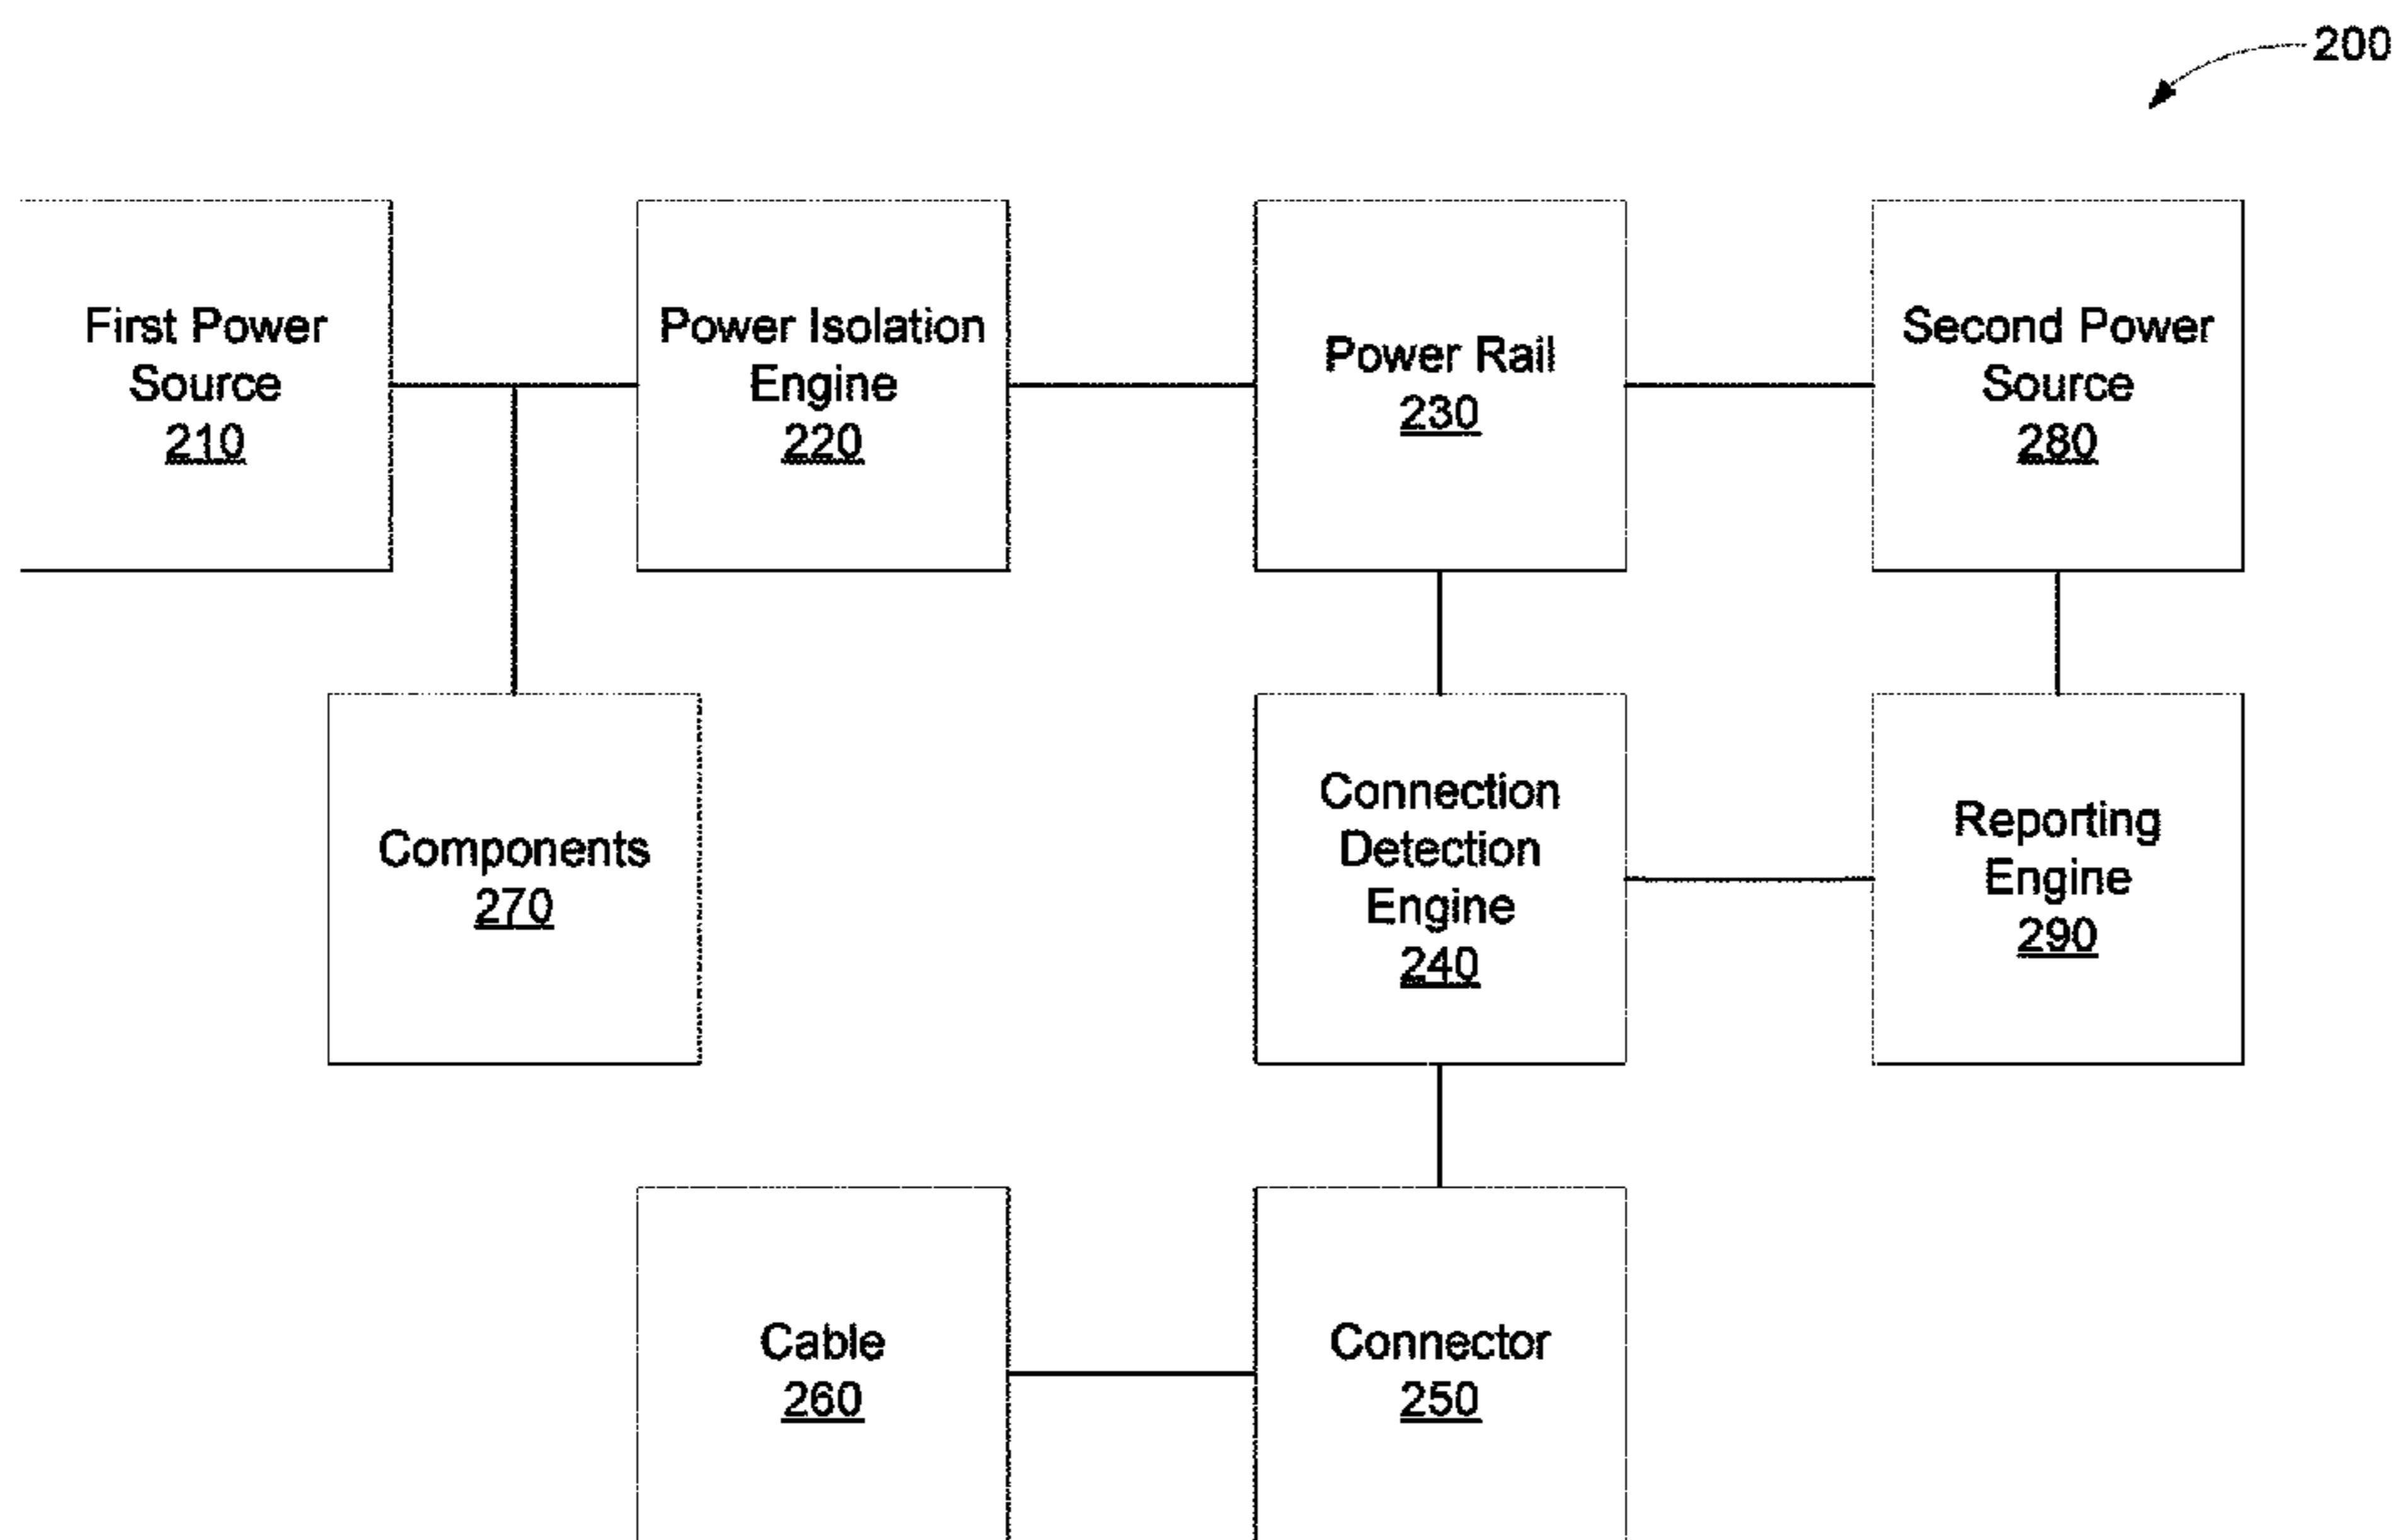 200
First Power
Source
210
Power Isolation
Engine
220
Power Rail
230
Second Power
Source
280
Components
270
Connection
Detection
Engine
240
Reporting
Engine
290
Cable
260
Connector
250